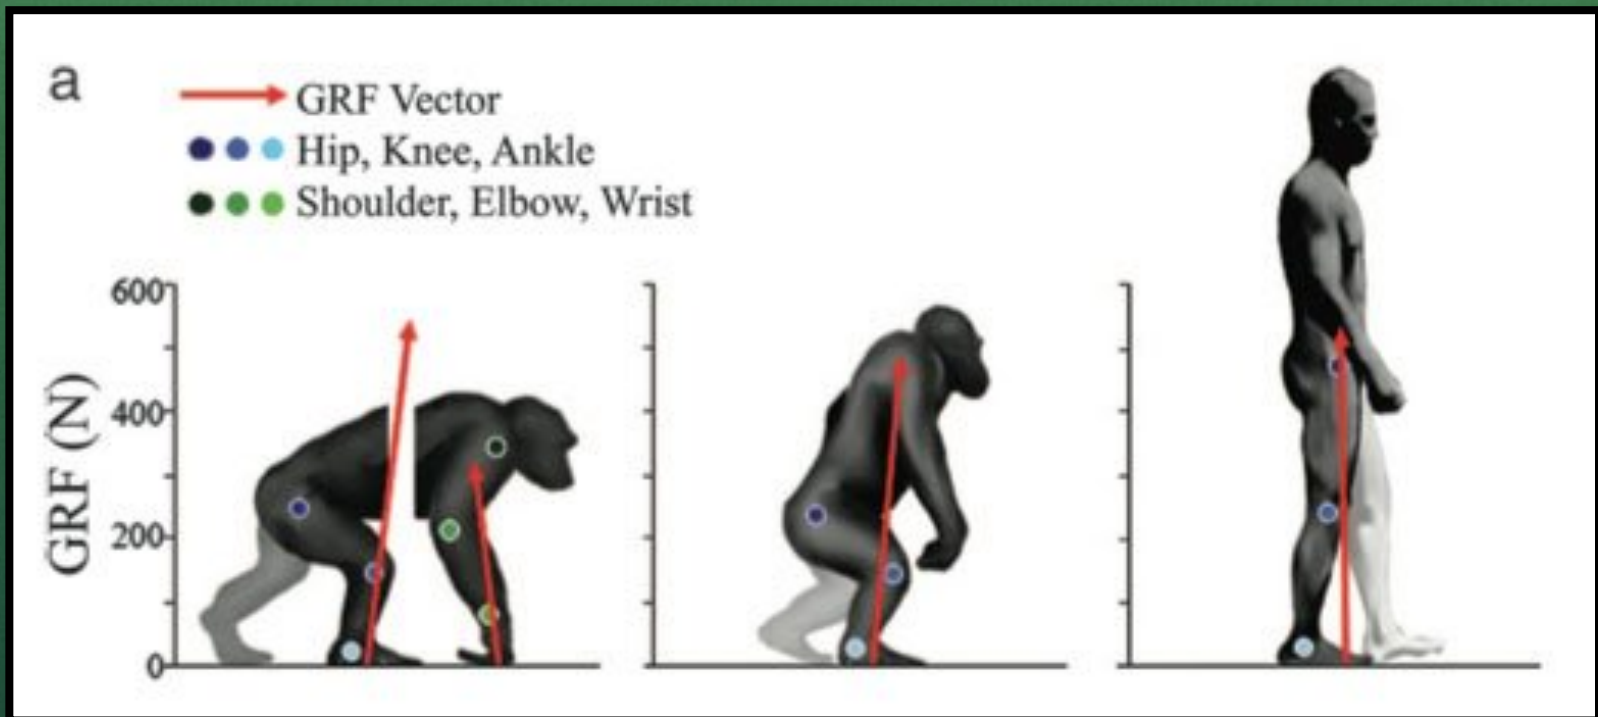 a
GRF Vector
Hip, Knee, Ankle
Shoulder, Elbow, Wrist
GRF (N)
600
400
200
0